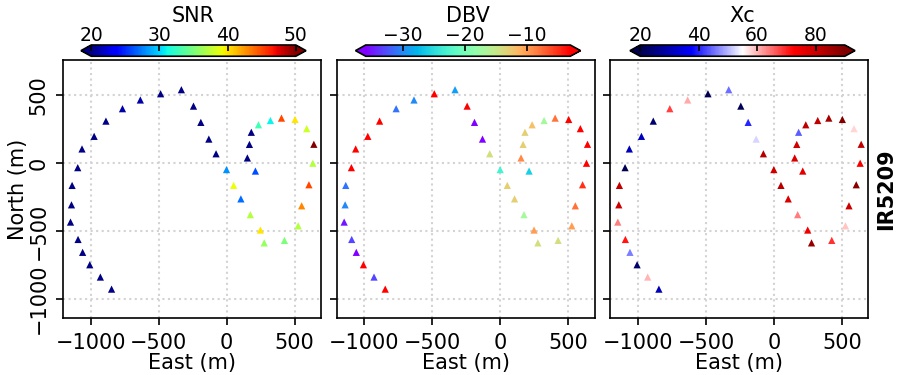 SNR DBV Xc
20 30 40 50 −30 −20 −10 20 40 60 80
500
0
−500
−1000
North (m)
IR5209
−1000 −500 0 500 −1000 −500 0 500 −1000 −500 0 500
East (m) East (m) East (m)